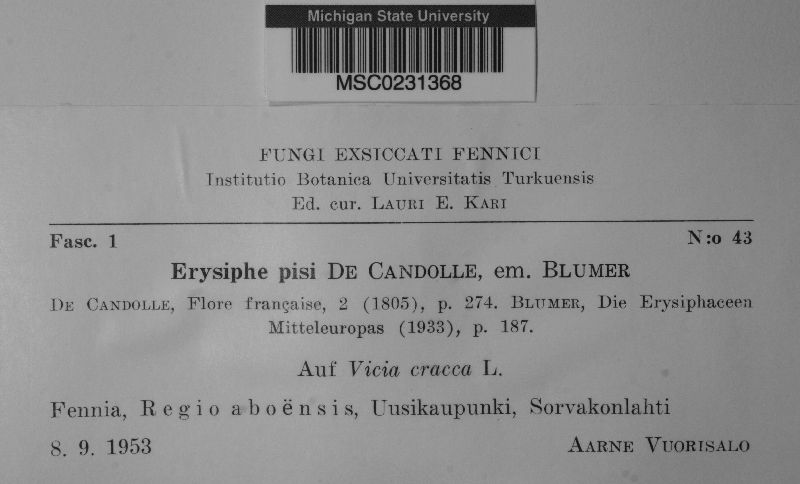 Michigan State University
MSC0231368
FUNGI EXSICCATI FENNICI
Institutio Botanica Universitatis Turkuensis
Ed. cur. LAURI E. KARI
Fasc. 1 N:o 43
Erysiphe pisi DE CANDOLLE, em. BLUMER
DE CANDOLLE, Flore française, 2 (1805), p. 274. BLUMER, Die Erysiphaceen
Mitteleuropas (1933), p. 187.
Auf Vicia cracca L.
Fennia, Regio aboënsis, Uusikaupunki, Sorvakonlahti
8. 9. 1953 AARNE VUORISALO